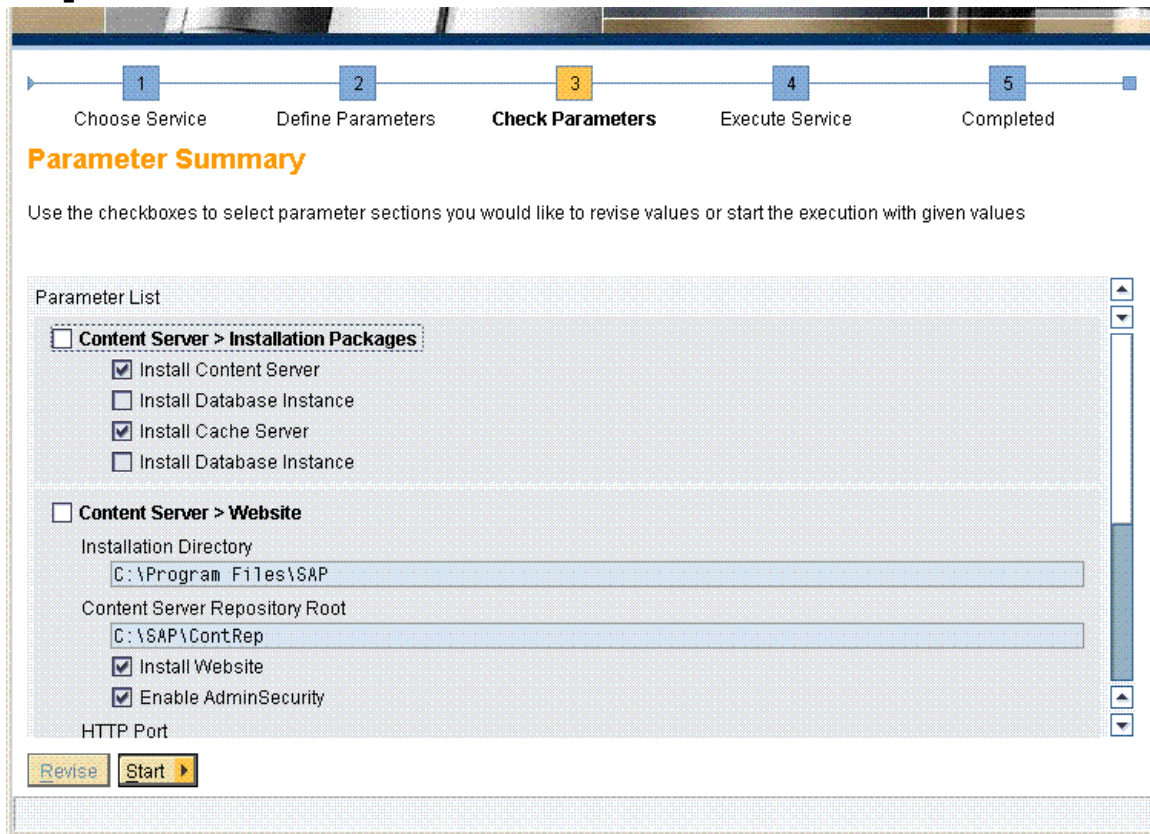 1 2 3 4 5
Choose Service Define Parameters Check Parameters Execute Service Completed
Parameter Summary
Use the checkboxes to select parameter sections you would like to revise values or start the execution with given values
Parameter List
Content Server > Installation Packages
Install Content Server
Install Database Instance
Install Cache Server
Install Database Instance
Content Server > Website
Installation Directory
C:\Program Files\SAP
Content Server Repository Root
C:\SAP\ContRep
Install Website
Enable AdminSecurity
HTTP Port
Revise Start